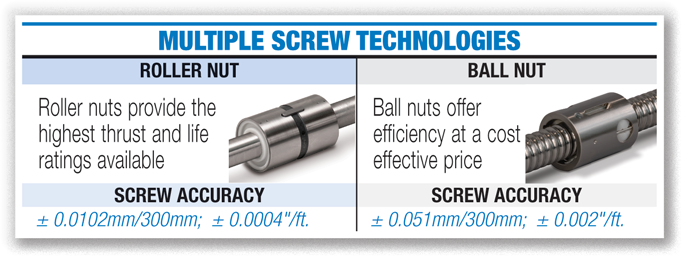 MULTIPLE SCREW TECHNOLOGIES
ROLLER NUT
Roller nuts provide the
highest thrust and life
ratings available
SCREW ACCURACY
± 0.0102mm/300mm; ± 0.0004"/ft.
BALL NUT
Ball nuts offer
efficiency at a cost
effective price
SCREW ACCURACY
± 0.051mm/300mm; ± 0.002"/ft.